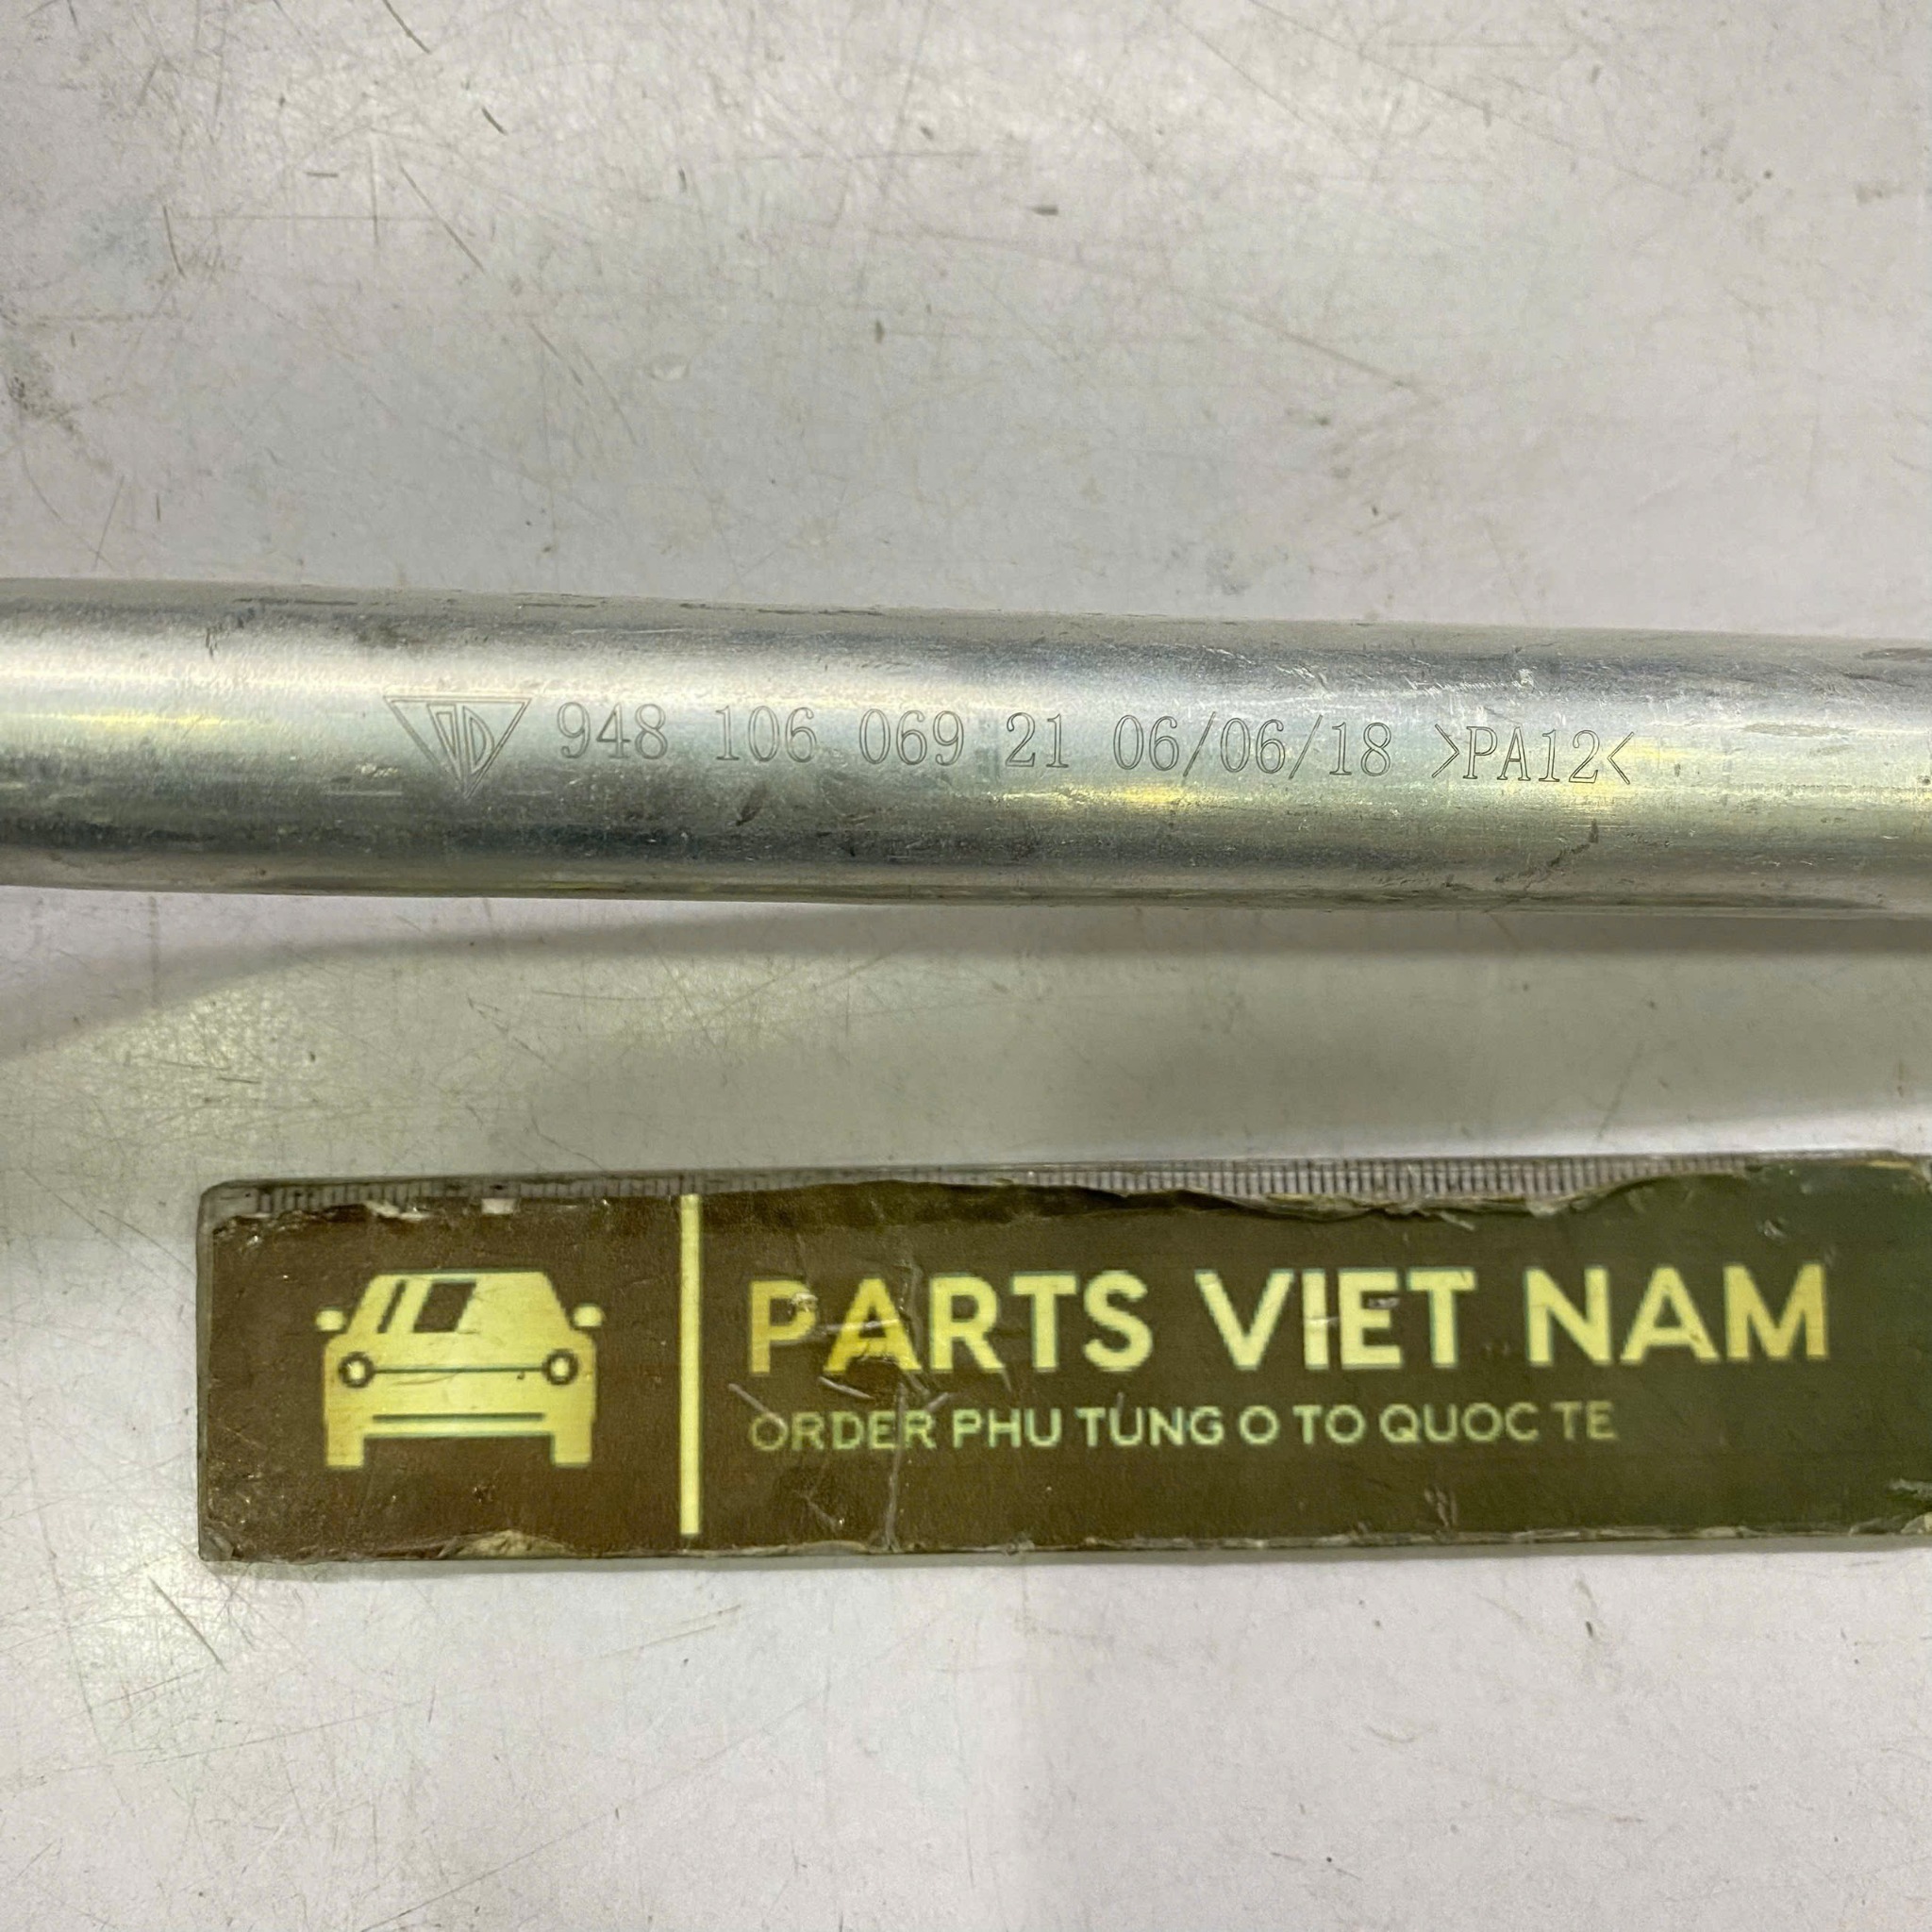 948 106 069 21 06/06/18 >PA12<
PARTS VIET NAM
ORDER PHU TUNG O TO QUOC TE